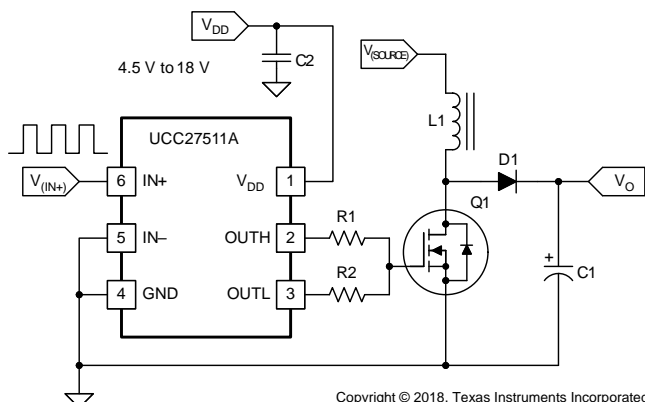 VDD
4.5 V to 18 V
C2
V(SOURCE)
L1
UCC27511A
D1
V(IN+)
6 IN+
VDD 1
VO
Q1
R1
5 IN–
OUTH 2
R2
C1
+
4 GND
OUTL 3
Copyright © 2018, Texas Instruments Incorporated